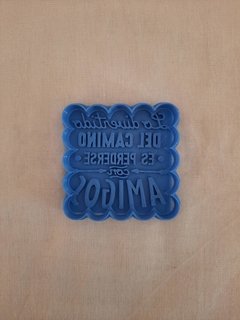 Lo divertido
DEL CAMINO
ES PERDERSE
con
AMIGOS